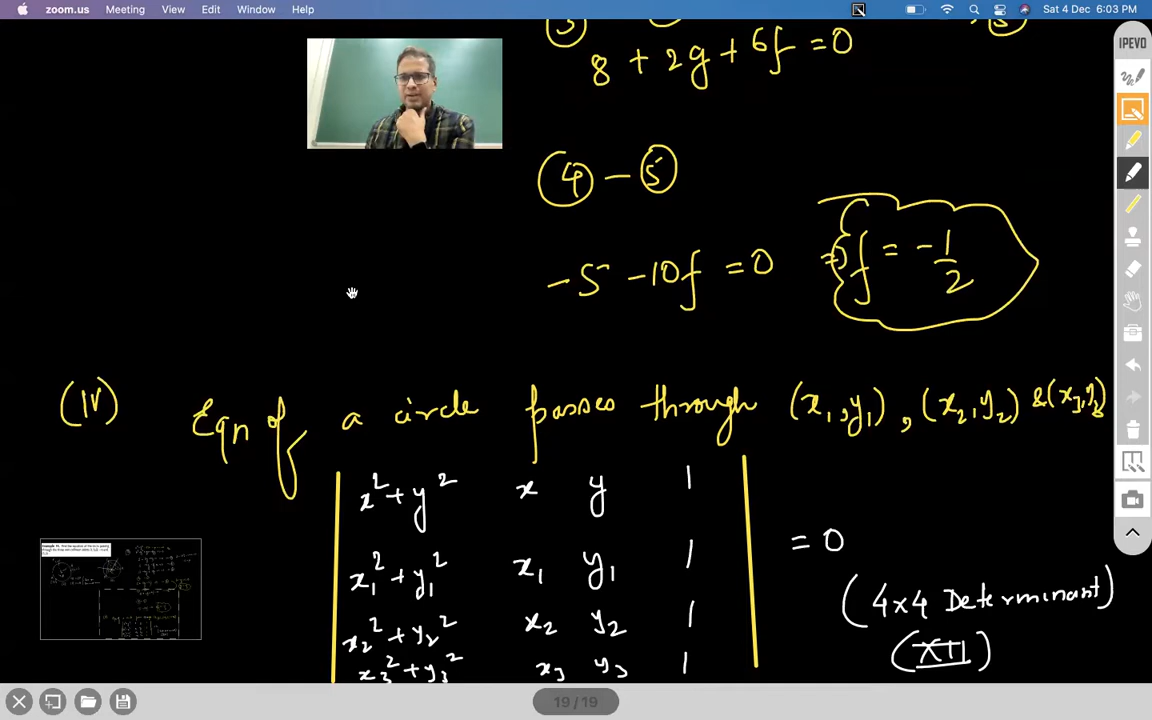 zoom.us Meeting View Edit Window Help Sat 4 Dec 6:03 PM
IPEVO
8 + 2g + 6f = 0
④ – ⑤
-5 -10f = 0 ⇒ f = -1/2
(IV) Eqn of a circle passes through (x₁,y₁), (x₂,y₂) & (x₃,y₃)
x²+y² x y 1
x₁²+y₁² x₁ y₁ 1
= 0
x₂²+y₂² x₂ y₂ 1
(4×4 Determinant)
x₃²+y₃² x₃ y₃ 1
(XII)
19 / 19